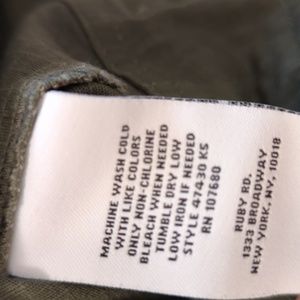 MACHINE WASH COLD
WITH LIKE COLORS
ONLY NON-CHLORINE
BLEACH WHEN NEEDED
TUMBLE DRY LOW
LOW IRON IF NEEDED
STYLE 47430 KS
RN 107680
RUBY RD.
1333 BROADWAY
NEW YORK, NY, 10018